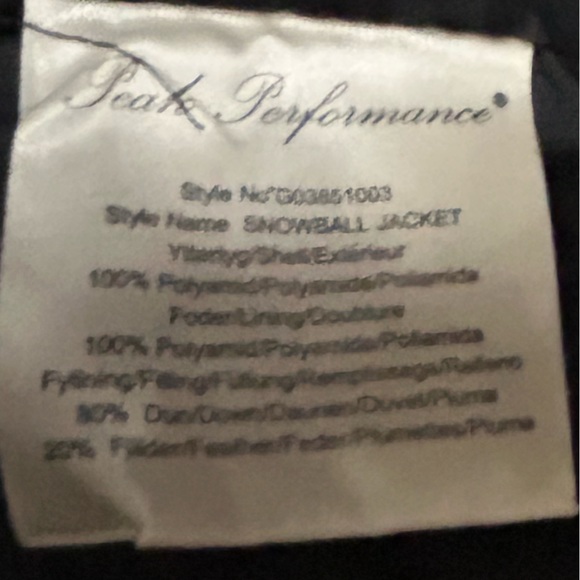 Peak Performance
Style No G03851003
Style Name SNOWBALL JACKET
Yttertyg/Shell/Extérieur
100% Polyamid/Polyamide/Poliamida
Foder/Lining/Doublure
100% Polyamid/Polyamide/Poliamida
Fyllning/Filling/Füllung/Remplissage/Relleno
80% Dun/Down/Daunen/Duvet/Pluma
20% Fjäder/Feather/Feder/Plumettes/Pluma